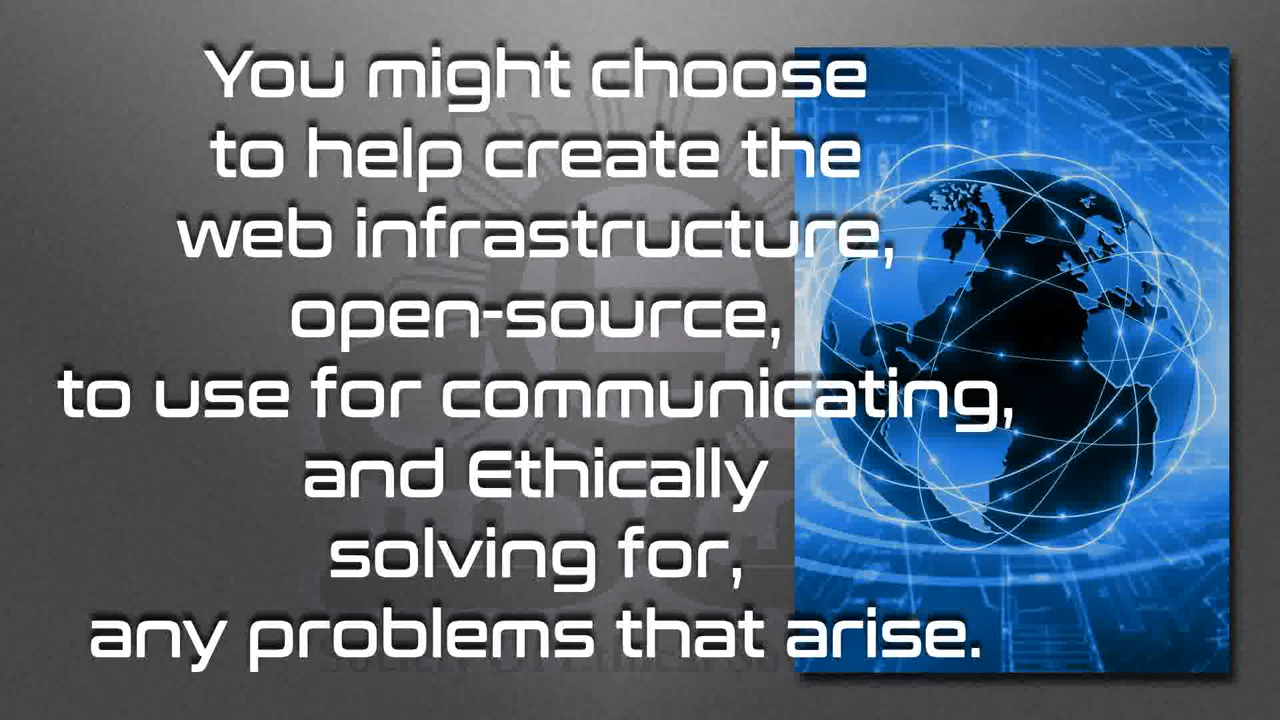 You might choose
to help create the
web infrastructure,
open-source,
to use for communicating,
and Ethically
solving for,
any problems that arise.